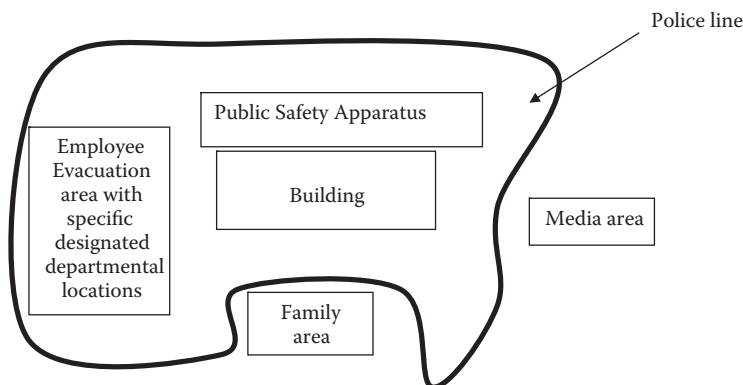 Police line
Public Safety Apparatus
Employee
Evacuation
area with
specific
designated
departmental
locations
Building
Media area
Family
area